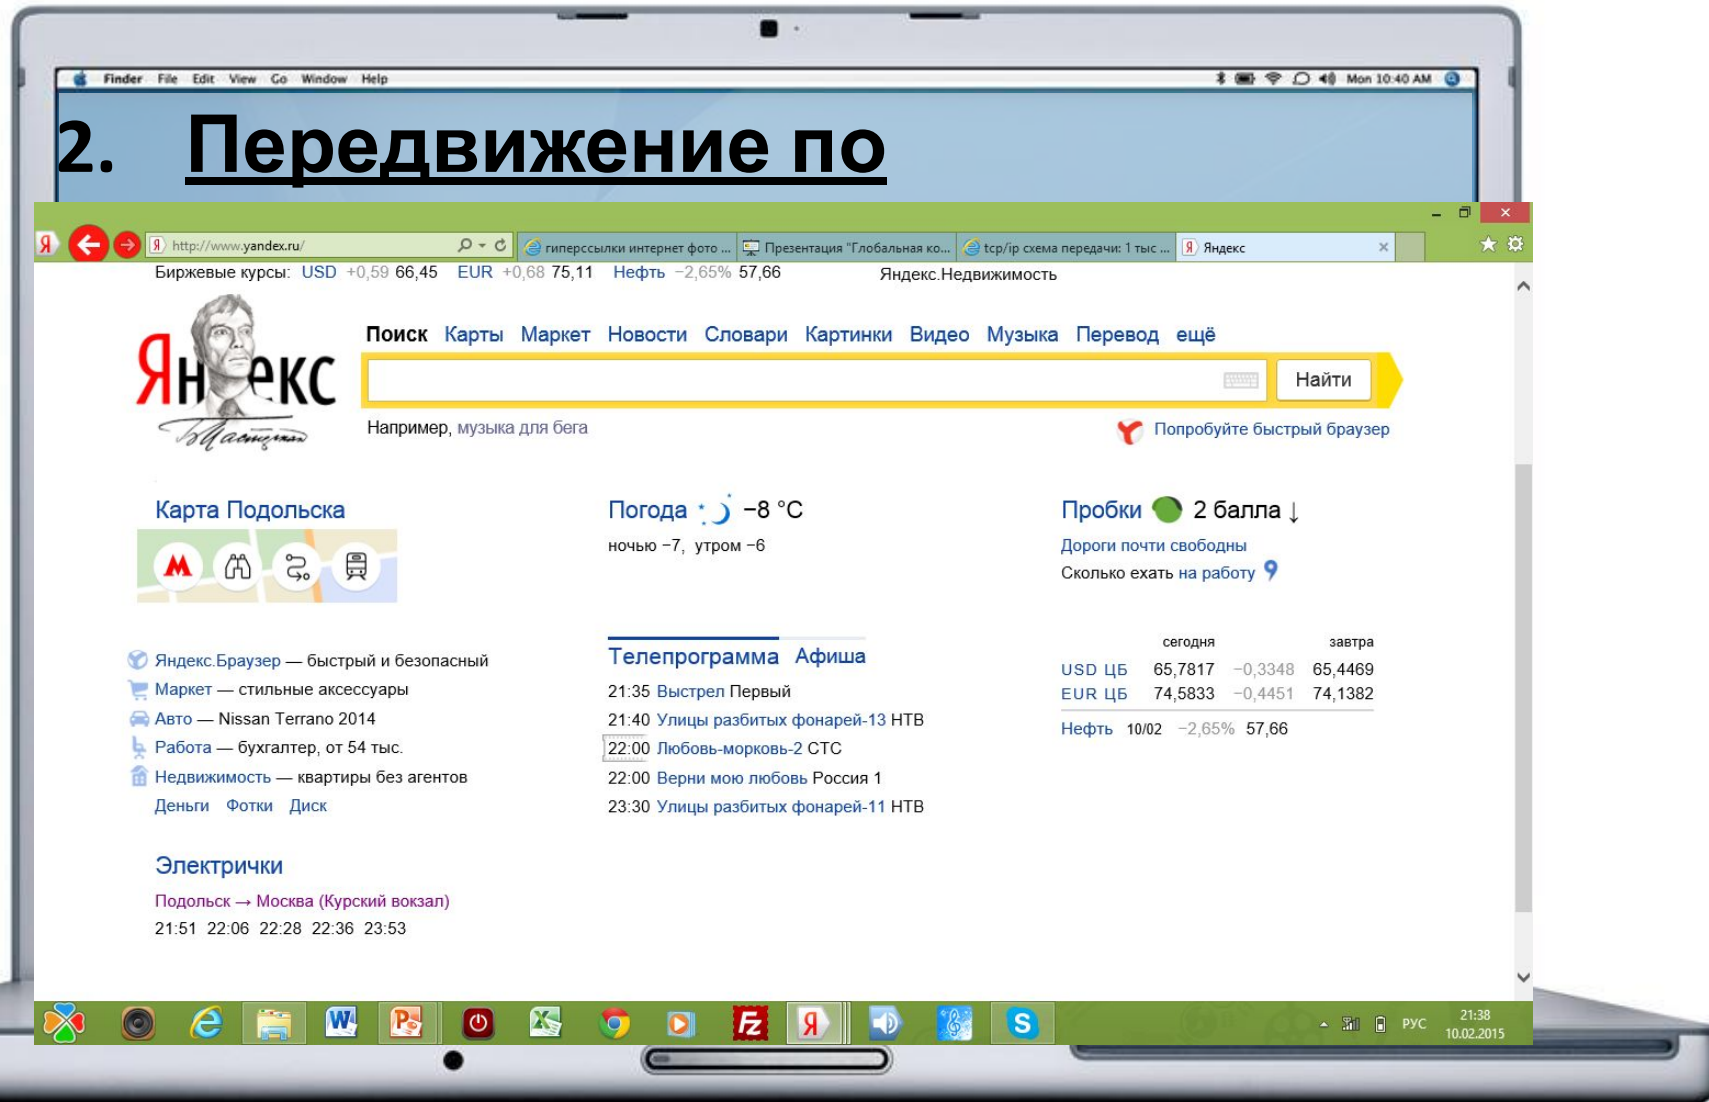 Finder File Edit View Go Window Help Mon 10:40 AM
2. Передвижение по
Я http://www.yandex.ru/ гиперссылки интернет фото ... Презентация "Глобальная ко... tcp/ip схема передачи: 1 тыс ... Я Яндекс
Биржевые курсы: USD +0,59 66,45 EUR +0,68 75,11 Нефть −2,65% 57,66 Яндекс.Недвижимость
Поиск Карты Маркет Новости Словари Картинки Видео Музыка Перевод ещё
Яндекс
Найти
Например, музыка для бега Попробуйте быстрый браузер
Карта Подольска Погода −8 °C Пробки 2 балла ↓
ночью −7, утром −6 Дороги почти свободны
Сколько ехать на работу
сегодня завтра
Яндекс.Браузер — быстрый и безопасный Телепрограмма Афиша USD ЦБ 65,7817 −0,3348 65,4469
Маркет — стильные аксессуары 21:35 Выстрел Первый EUR ЦБ 74,5833 −0,4451 74,1382
Авто — Nissan Terrano 2014 21:40 Улицы разбитых фонарей-13 НТВ Нефть 10/02 −2,65% 57,66
Работа — бухгалтер, от 54 тыс. 22:00 Любовь-морковь-2 СТС
Недвижимость — квартиры без агентов 22:00 Верни мою любовь Россия 1
Деньги Фотки Диск 23:30 Улицы разбитых фонарей-11 НТВ
Электрички
Подольск → Москва (Курский вокзал)
21:51 22:06 22:28 22:36 23:53
РУС 21:38
10.02.2015